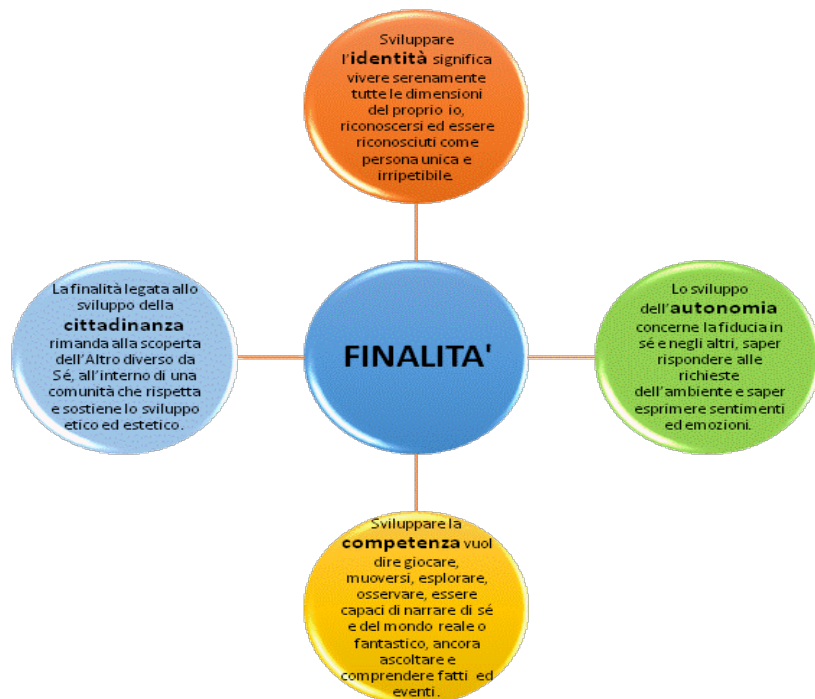 Sviluppare
l'identità significa
vivere serenamente
tutte le dimensioni
del proprio io,
riconoscersi ed essere
riconosciuti come
persona unica e
irripetibile.
La finalità legata allo
sviluppo della
cittadinanza
rimanda alla scoperta
dell'Altro diverso da
Sé, all'interno di una
comunità che rispetta
e sostiene lo sviluppo
etico ed estetico.
FINALITA'
Lo sviluppo
dell'autonomia
concerne la fiducia in
sé e negli altri, saper
rispondere alle
richieste
dell'ambiente e saper
esprimere sentimenti
ed emozioni.
Sviluppare la
competenza vuol
dire giocare,
muoversi, esplorare,
osservare, essere
capaci di narrare di sé
e del mondo reale o
fantastico, ancora
ascoltare e
comprendere fatti ed
eventi.